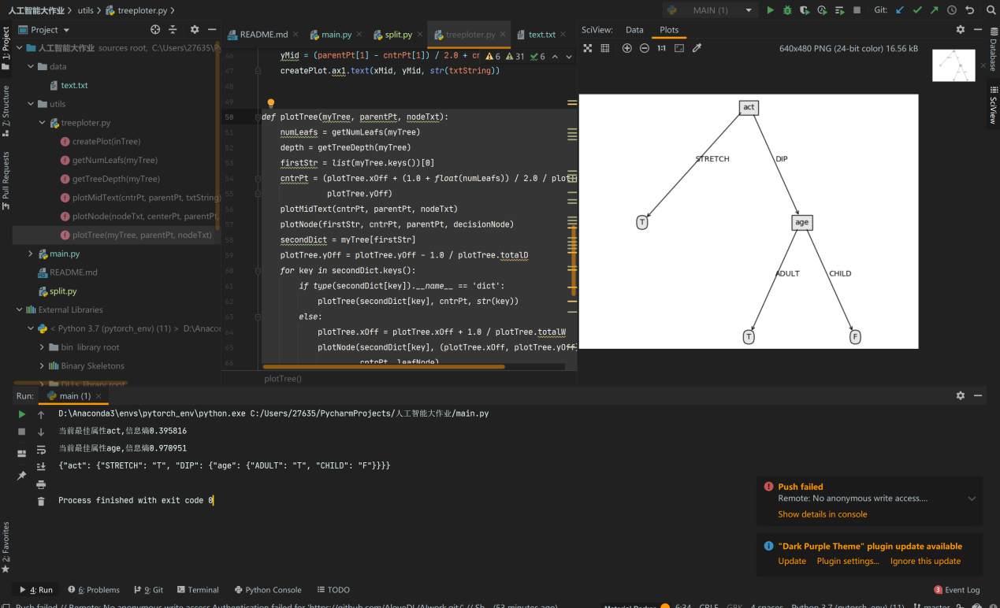 人工智能大作业 utils treeploter.py MAIN (1) Git:
1: Project
7: Structure
Pull Requests
2: Favorites
Project
人工智能大作业 sources root, C:\Users\27635\P
data
text.txt
utils
treeploter.py
createPlot(inTree)
getNumLeafs(myTree)
getTreeDepth(myTree)
plotMidText(cntrPt, parentPt, txtString)
plotNode(nodeTxt, centerPt, parentPt,
plotTree(myTree, parentPt, nodeTxt)
main.py
README.md
split.py
External Libraries
< Python 3.7 (pytorch_env) (11) > D:\Anacon
bin library root
Binary Skeletons
DLLs library root
README.md main.py split.py treeploter.py text.txt
46 yMid = (parentPt[1] - cntrPt[1]) / 2.0 + cr 6 31 6
47 createPlot.ax1.text(xMid, yMid, str(txtString))
48
49
50 def plotTree(myTree, parentPt, nodeTxt):
51 numLeafs = getNumLeafs(myTree)
52 depth = getTreeDepth(myTree)
53 firstStr = list(myTree.keys())[0]
54 cntrPt = (plotTree.xOff + (1.0 + float(numLeafs)) / 2.0 / plot
55 plotTree.yOff)
56 plotMidText(cntrPt, parentPt, nodeTxt)
57 plotNode(firstStr, cntrPt, parentPt, decisionNode)
58 secondDict = myTree[firstStr]
59 plotTree.yOff = plotTree.yOff - 1.0 / plotTree.totalD
60 for key in secondDict.keys():
61 if type(secondDict[key]).__name__ == 'dict':
62 plotTree(secondDict[key], cntrPt, str(key))
63 else:
64 plotTree.xOff = plotTree.xOff + 1.0 / plotTree.totalW
65 plotNode(secondDict[key], (plotTree.xOff, plotTree.yOff)
66 cntrPt, leafNode)
plotTree()
SciView: Data Plots
1:1 640x480 PNG (24-bit color) 16.56 kB
act
STRETCH DIP
T age
ADULT CHILD
T F
Database
SciView
Run: main (1)
D:\Anaconda3\envs\pytorch_env\python.exe C:/Users/27635/PycharmProjects/人工智能大作业/main.py
当前最佳属性act,信息熵0.395816
当前最佳属性age,信息熵0.970951
{"act": {"STRETCH": "T", "DIP": {"age": {"ADULT": "T", "CHILD": "F"}}}}
Process finished with exit code 0
Push failed
Remote: No anonymous write access....
Show details in console
"Dark Purple Theme" plugin update available
Update Plugin settings... Ignore this update
4: Run 6: Problems 9: Git Terminal Python Console TODO 3 Event Log
Push failed // Remote: No anonymous write access Authentication failed for 'https://github.com/AloveDL/AIwork.git/' // Sh... (53 minutes ago) Material Darker 6:34 CRLF GBK 4 spaces Python 3.7 (pytorch_env) (11) master